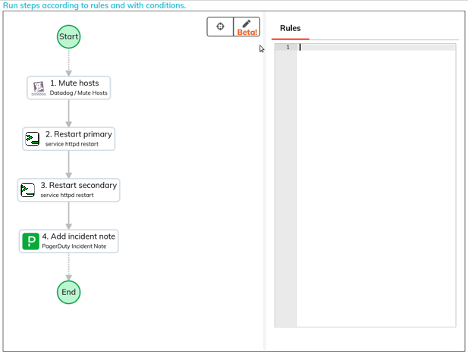 Run steps according to rules and with conditions.
Start
Beta!
1. Mute hosts
Datadog / Mute Hosts
2. Restart primary
service httpd restart
3. Restart secondary
service httpd restart
4. Add incident note
PagerDuty Incident Note
End
Rules
1